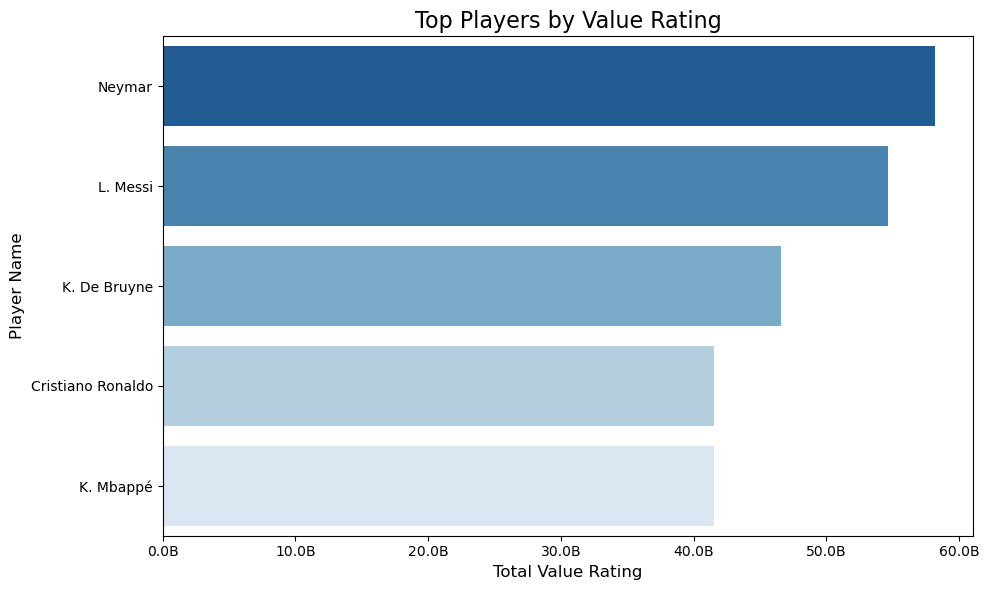 Top Players by Value Rating
Player Name
Neymar
L. Messi
K. De Bruyne
Cristiano Ronaldo
K. Mbappé
0.0B 10.0B 20.0B 30.0B 40.0B 50.0B 60.0B
Total Value Rating